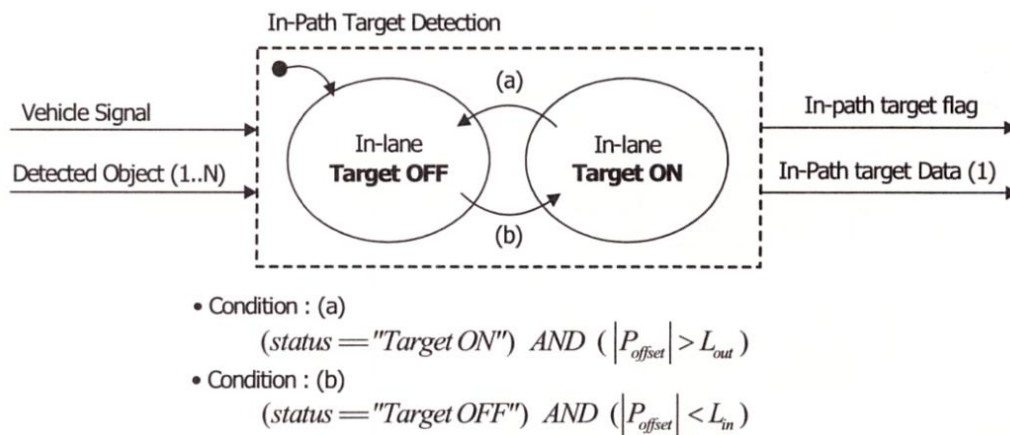 In-Path Target Detection
(a)
Vehicle Signal
In-path target flag
In-lane
Target OFF
In-lane
Target ON
Detected Object (1..N)
In-Path target Data (1)
(b)
• Condition : (a)
(status == "Target ON") AND (|P_offset| > L_out)
• Condition : (b)
(status == "Target OFF") AND (|P_offset| < L_in)